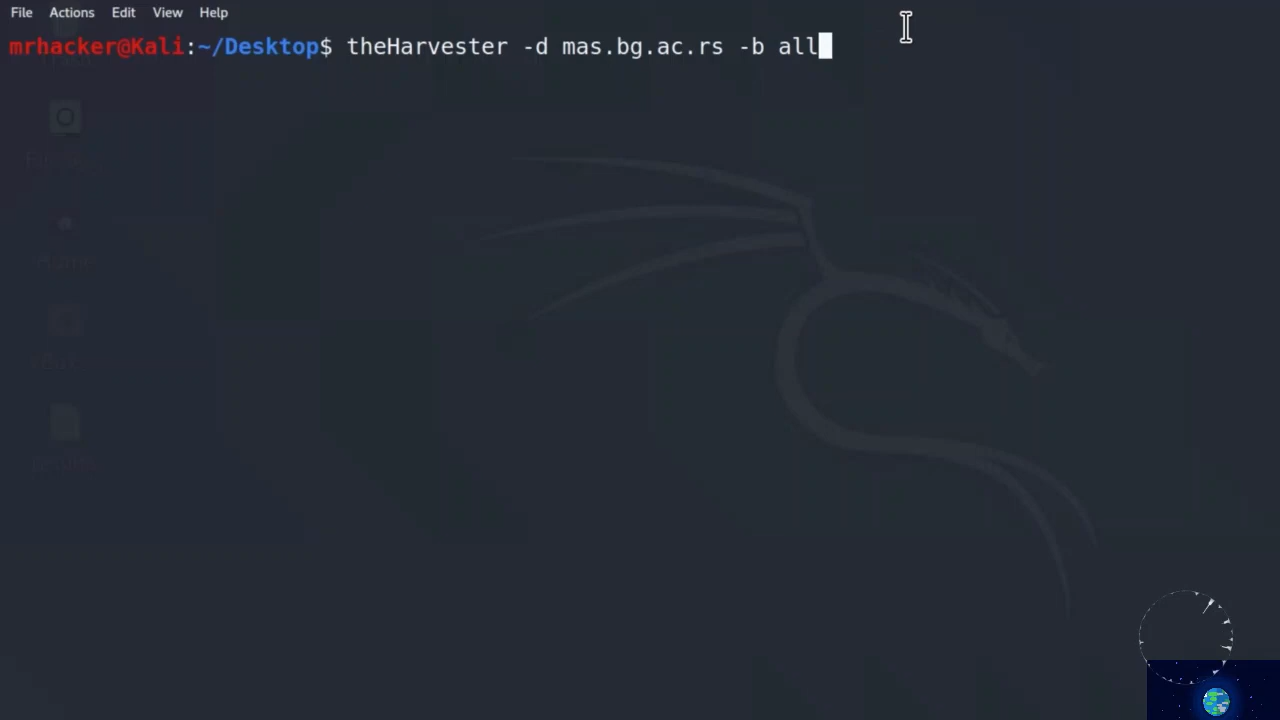 File Actions Edit View Help
mrhacker@Kali:~/Desktop$ theHarvester -d mas.bg.ac.rs -b all